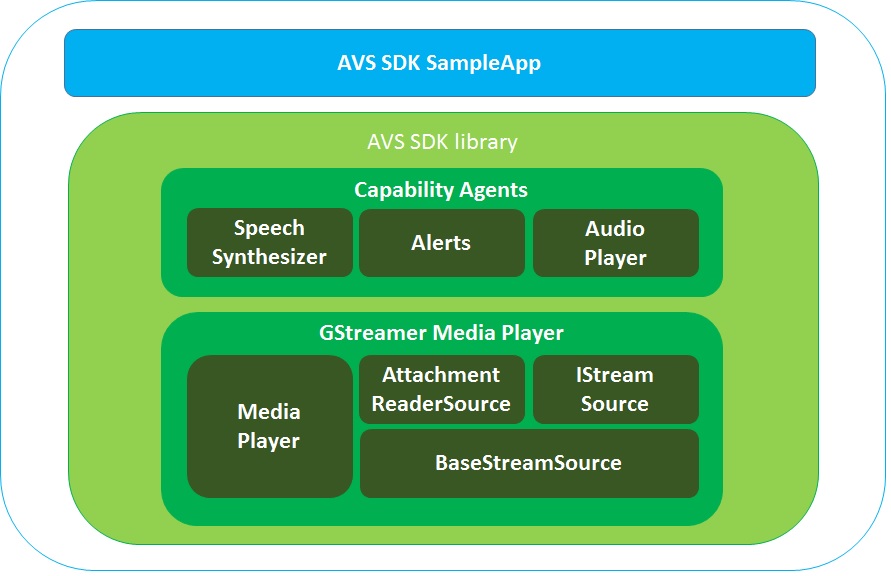 AVS SDK SampleApp
AVS SDK library
Capability Agents
Speech
Synthesizer
Alerts
Audio
Player
GStreamer Media Player
Media
Player
Attachment
ReaderSource
IStream
Source
BaseStreamSource